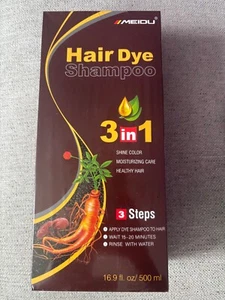 MEIDU
Hair Dye
Shampoo
3 in 1
SHINE COLOR
MOISTURIZING CARE
HEALTHY HAIR
3 Steps
APPLY DYE SHAMPOO TO HAIR
WAIT 15-20 MINUTES
RINSE WITH WATER
16.9 fl. oz/ 500 ml